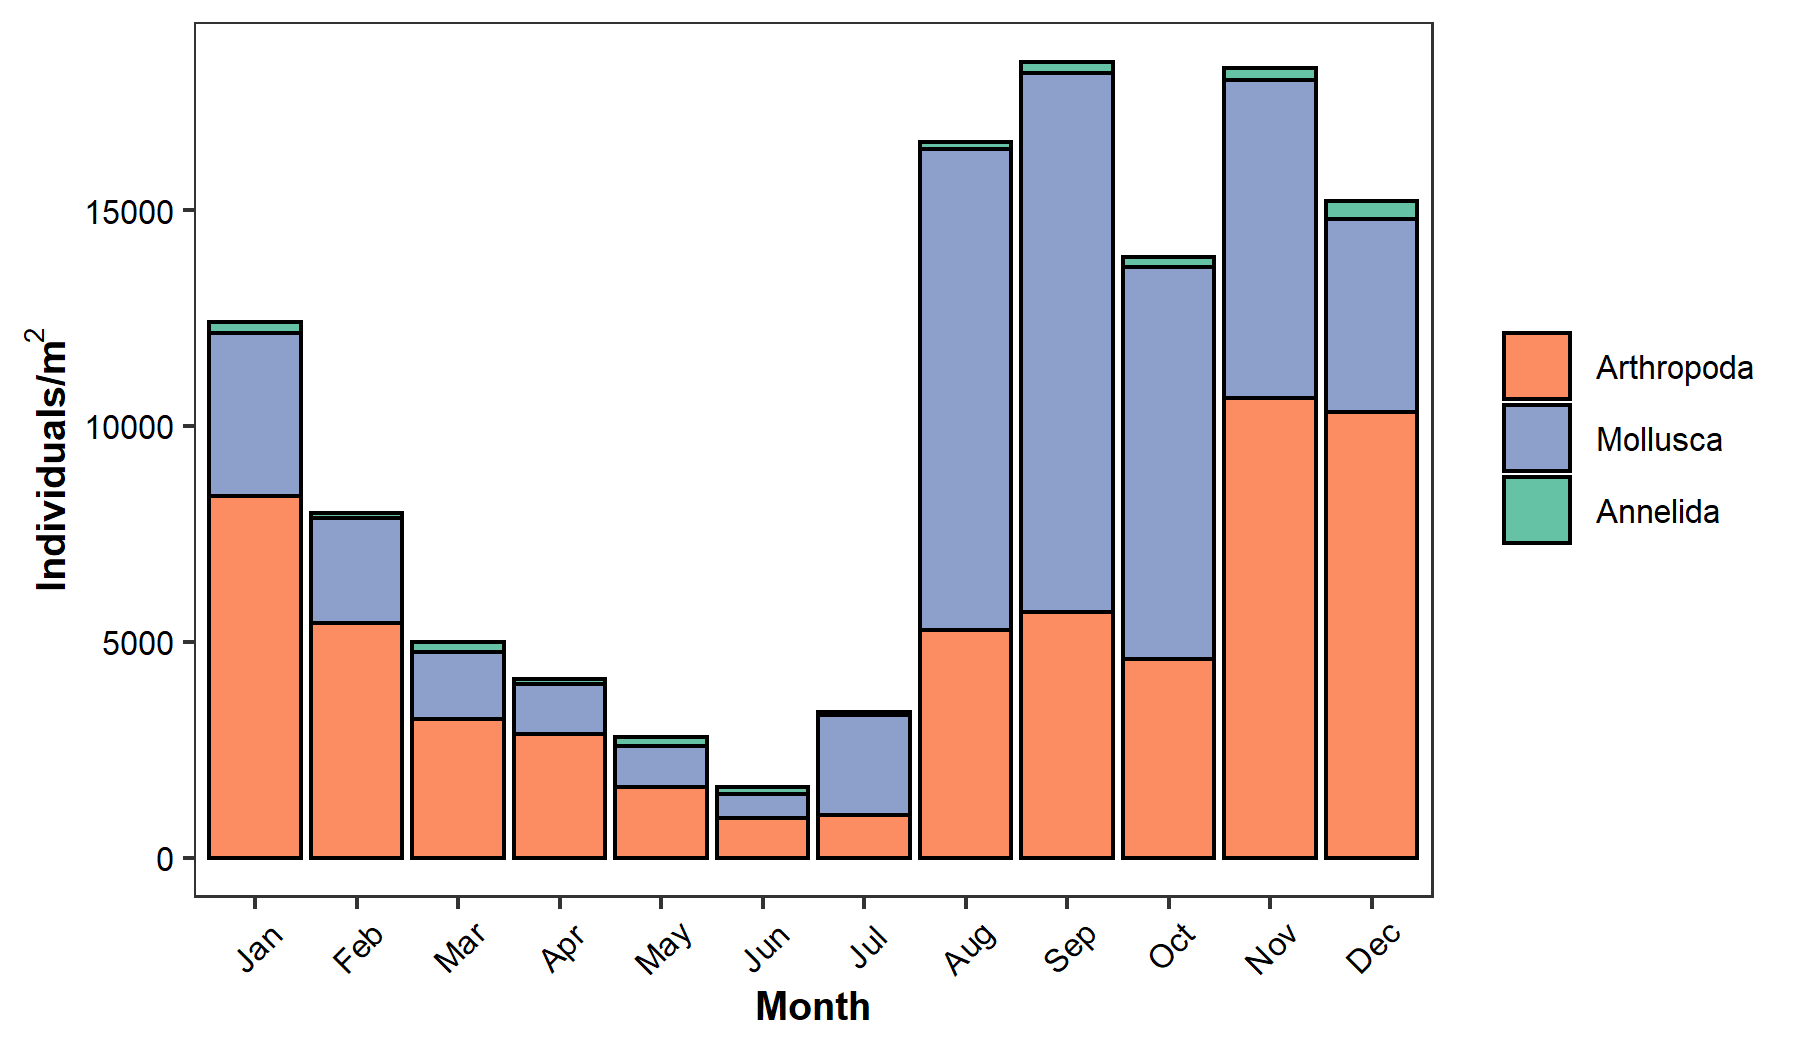 Individuals/m²
15000
10000
5000
0
Jan Feb Mar Apr May Jun Jul Aug Sep Oct Nov Dec
Month
Arthropoda
Mollusca
Annelida